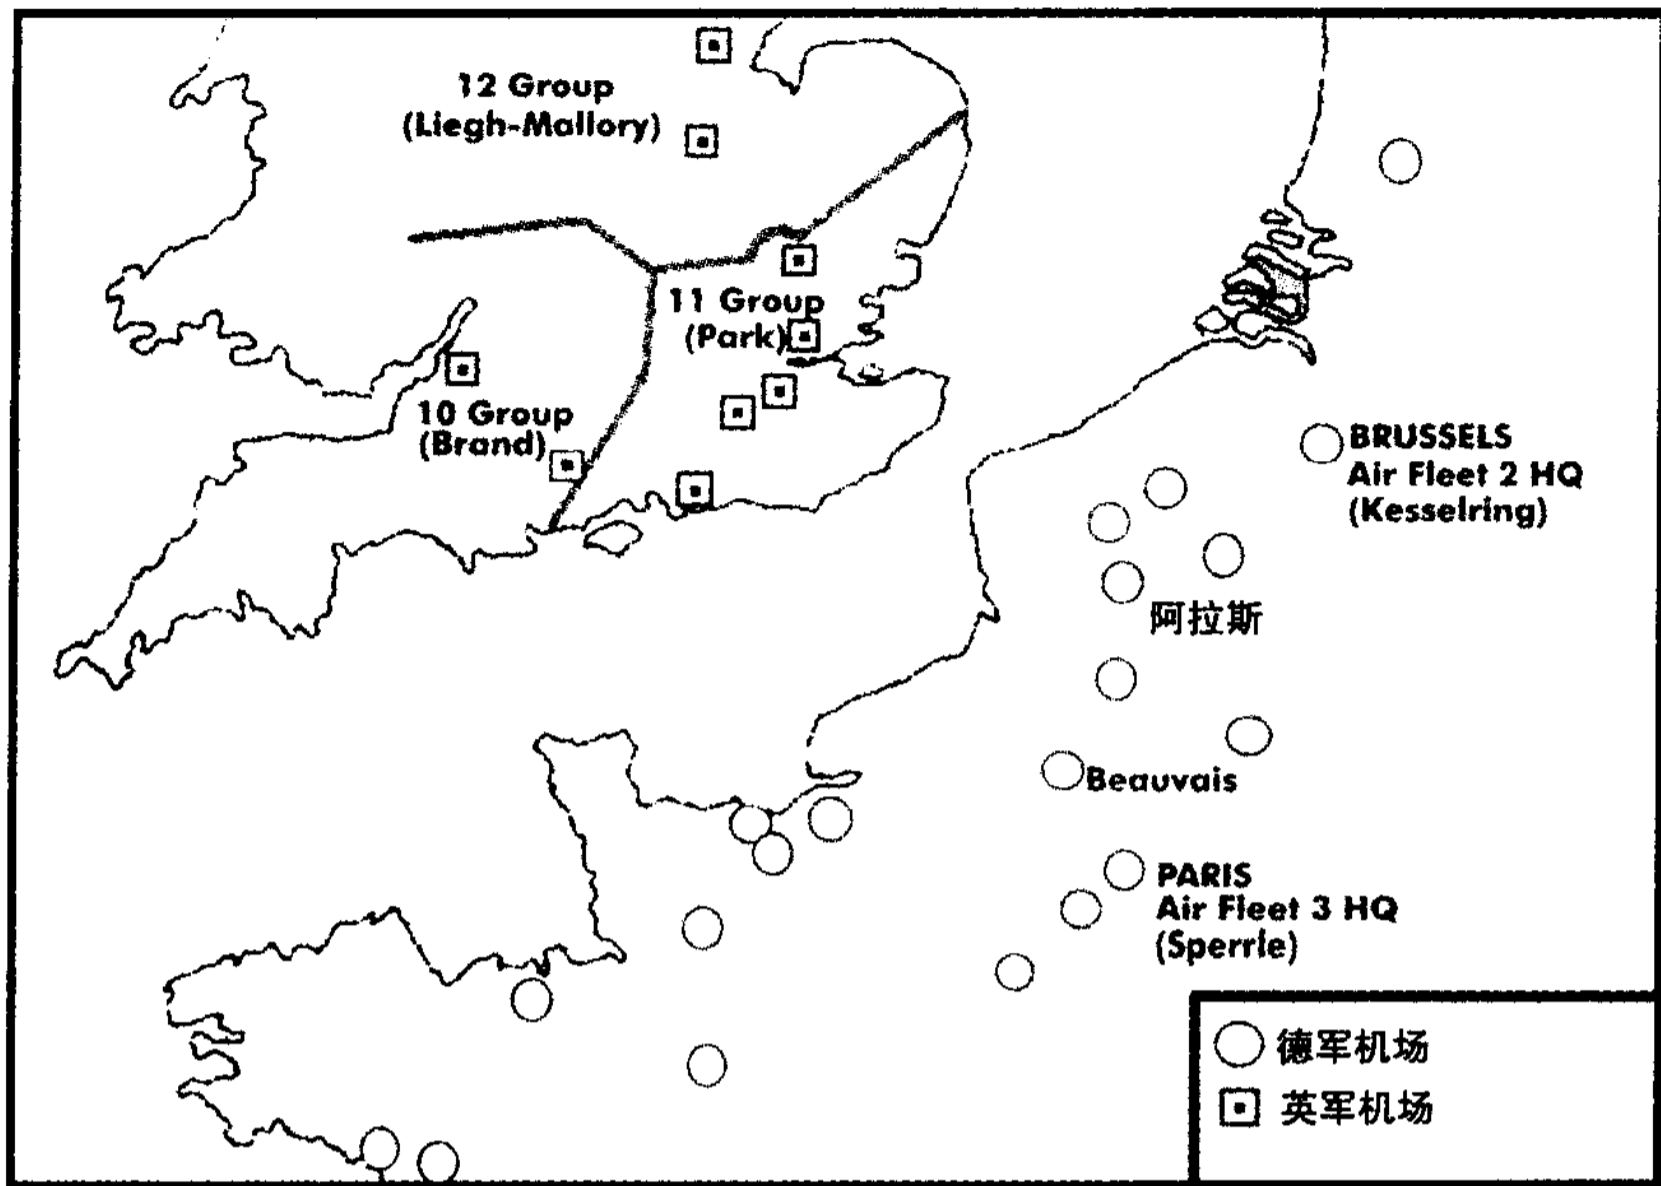 12 Group
(Liegh-Mallory)
11 Group
(Park)
10 Group
(Brand)
BRUSSELS
Air Fleet 2 HQ
(Kesselring)
阿拉斯
Beauvais
PARIS
Air Fleet 3 HQ
(Sperrle)
德军机场
英军机场